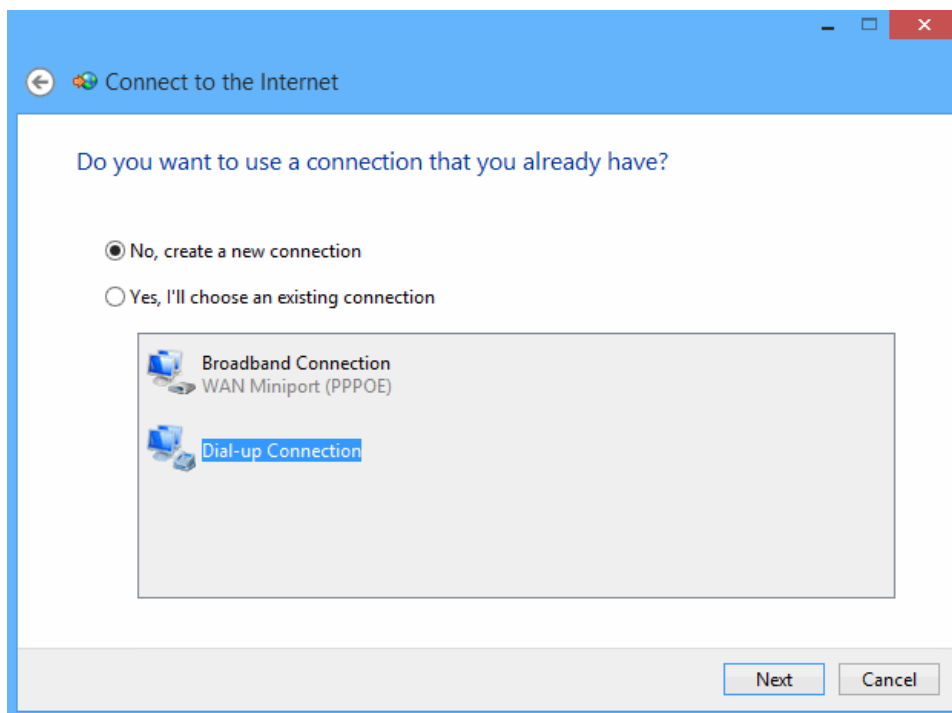 Connect to the Internet
Do you want to use a connection that you already have?
No, create a new connection
Yes, I'll choose an existing connection
Broadband Connection
WAN Miniport (PPPOE)
Dial-up Connection
Next
Cancel